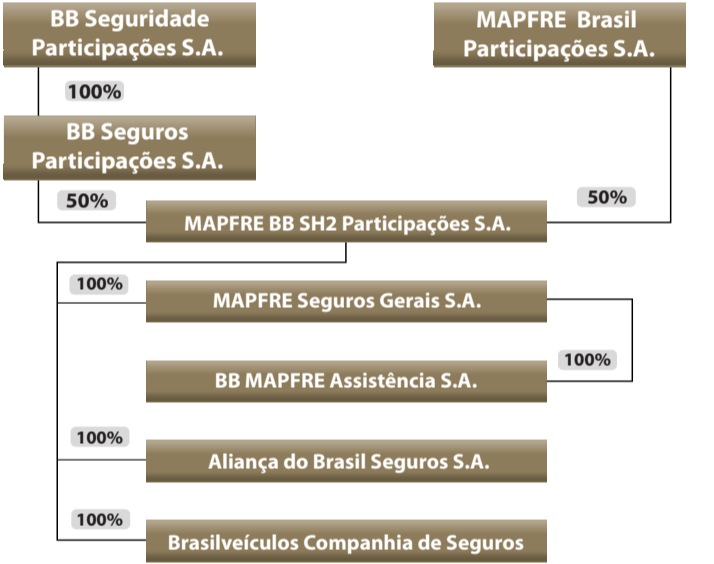 BB Seguridade
Participações S.A.
MAPFRE Brasil
Participações S.A.
100%
BB Seguros
Participações S.A.
50%
50%
MAPFRE BB SH2 Participações S.A.
100%
MAPFRE Seguros Gerais S.A.
100%
BB MAPFRE Assistência S.A.
100%
Aliança do Brasil Seguros S.A.
100%
Brasilveículos Companhia de Seguros